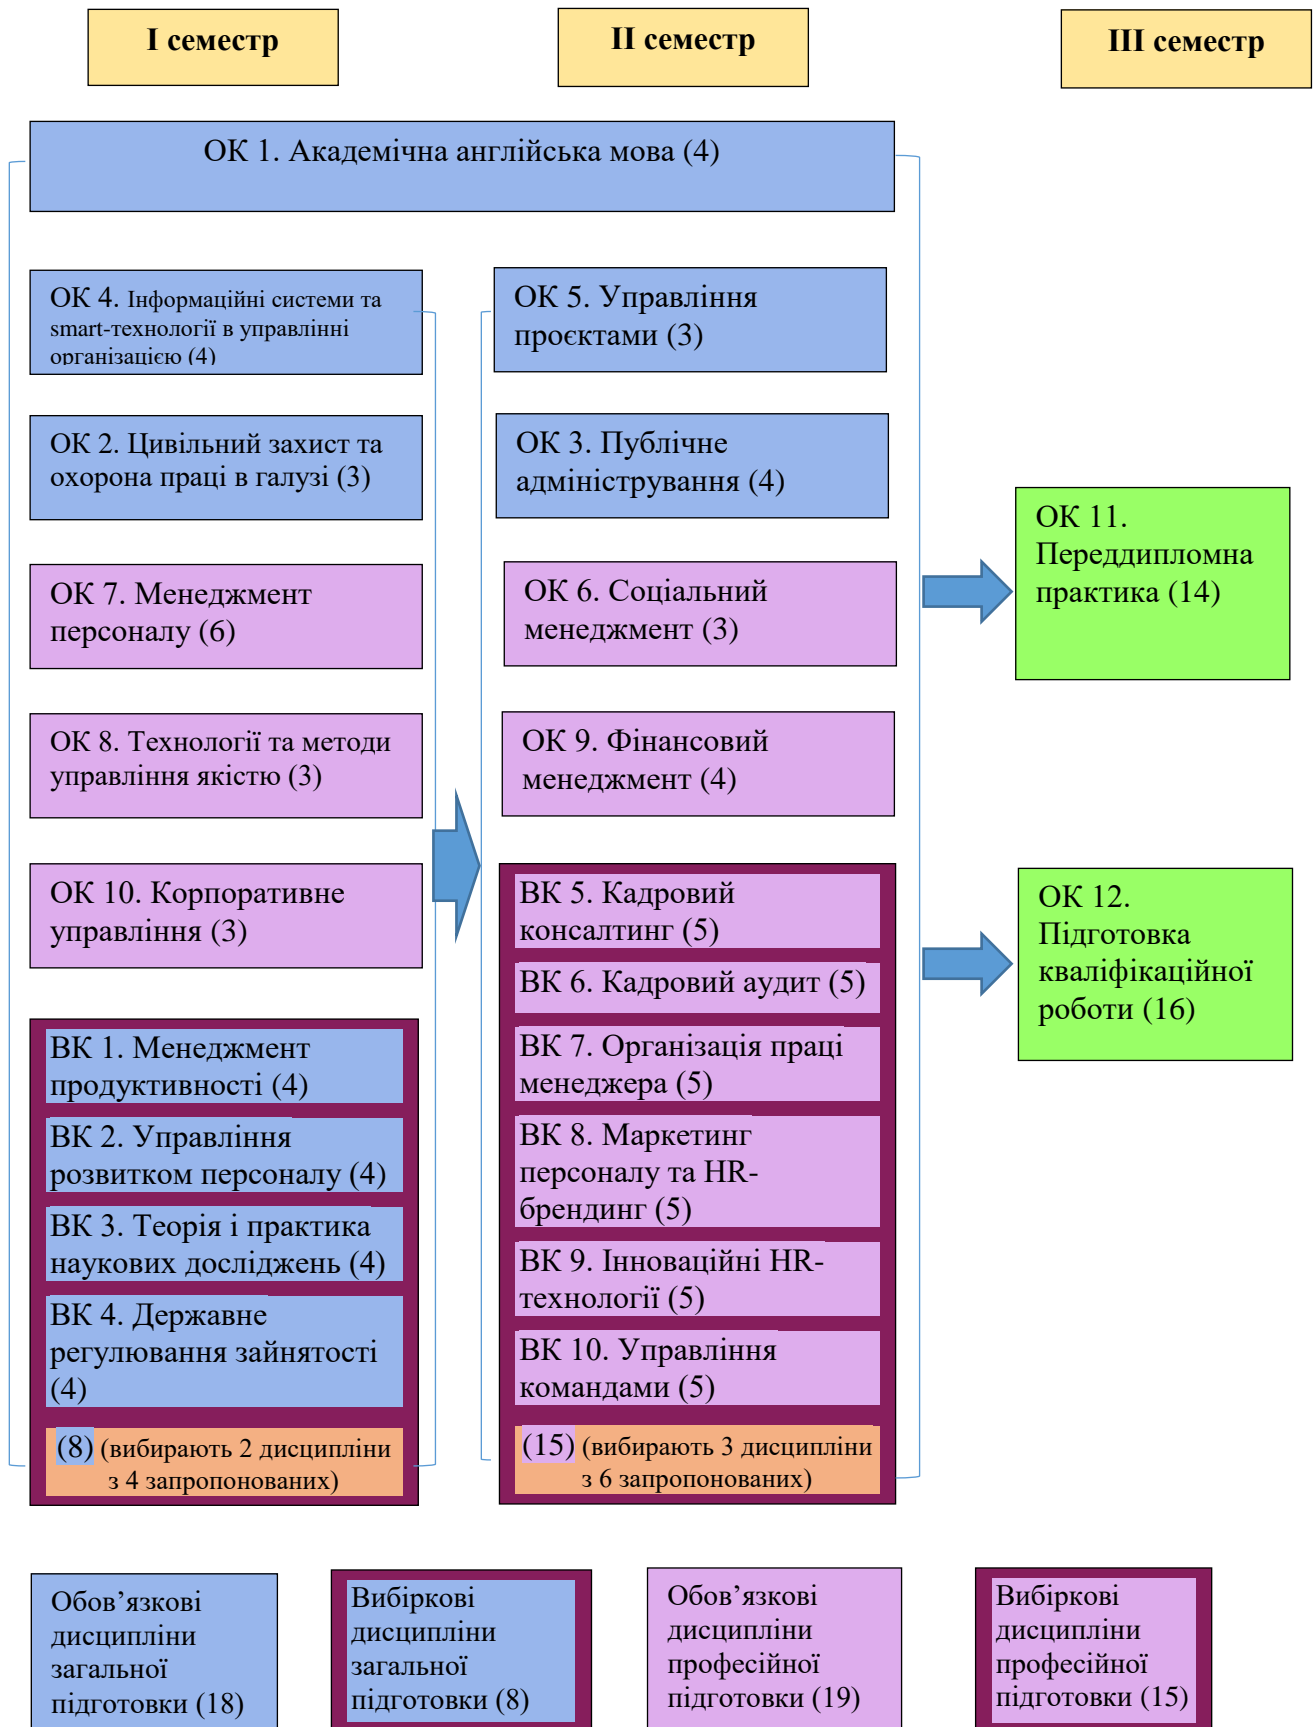 І семестр
ІІ семестр
ІІІ семестр
ОК 1. Академічна англійська мова (4)
ОК 4. Інформаційні системи та
smart-технології в управлінні
організацією (4)
ОК 2. Цивільний захист та
охорона праці в галузі (3)
ОК 7. Менеджмент
персоналу (6)
ОК 8. Технології та методи
управління якістю (3)
ОК 10. Корпоративне
управління (3)
ВК 1. Менеджмент
продуктивності (4)
ВК 2. Управління
розвитком персоналу (4)
ВК 3. Теорія і практика
наукових досліджень (4)
ВК 4. Державне
регулювання зайнятості
(4)
(8) (вибирають 2 дисципліни
з 4 запропонованих)
ОК 5. Управління
проєктами (3)
ОК 3. Публічне
адміністрування (4)
ОК 6. Соціальний
менеджмент (3)
ОК 9. Фінансовий
менеджмент (4)
ВК 5. Кадровий
консалтинг (5)
ВК 6. Кадровий аудит (5)
ВК 7. Організація праці
менеджера (5)
ВК 8. Маркетинг
персоналу та HR-
брендинг (5)
ВК 9. Інноваційні HR-
технології (5)
ВК 10. Управління
командами (5)
(15) (вибирають 3 дисципліни
з 6 запропонованих)
ОК 11.
Переддипломна
практика (14)
ОК 12.
Підготовка
кваліфікаційної
роботи (16)
Обов’язкові
дисципліни
загальної
підготовки (18)
Вибіркові
дисципліни
загальної
підготовки (8)
Обов’язкові
дисципліни
професійної
підготовки (19)
Вибіркові
дисципліни
професійної
підготовки (15)